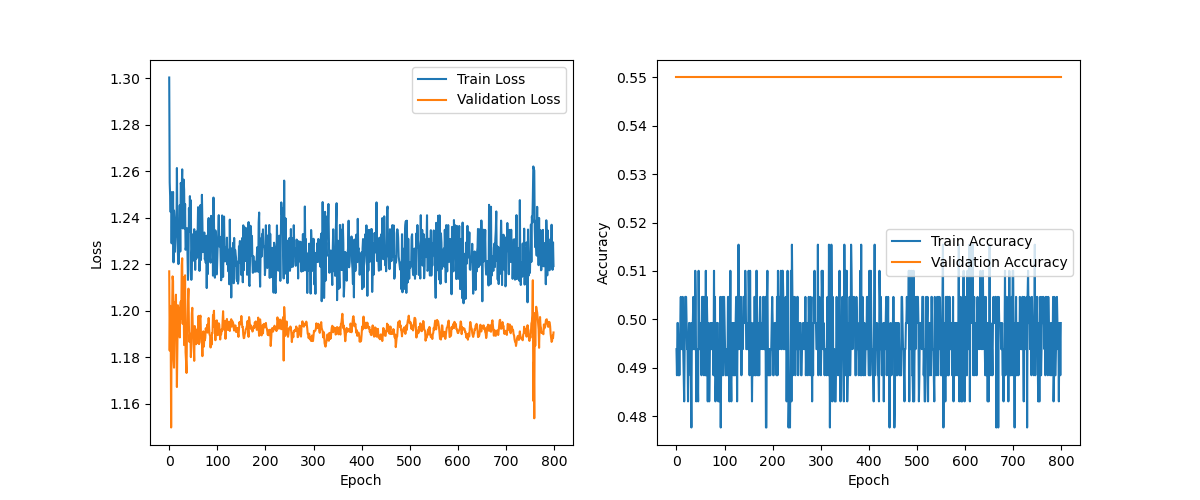 1.30
1.28
1.26
1.24
1.22
1.20
1.18
1.16
Loss
Train Loss
Validation Loss
0 100 200 300 400 500 600 700 800
Epoch
0.55
0.54
0.53
0.52
0.51
0.50
0.49
0.48
Accuracy
Train Accuracy
Validation Accuracy
0 100 200 300 400 500 600 700 800
Epoch